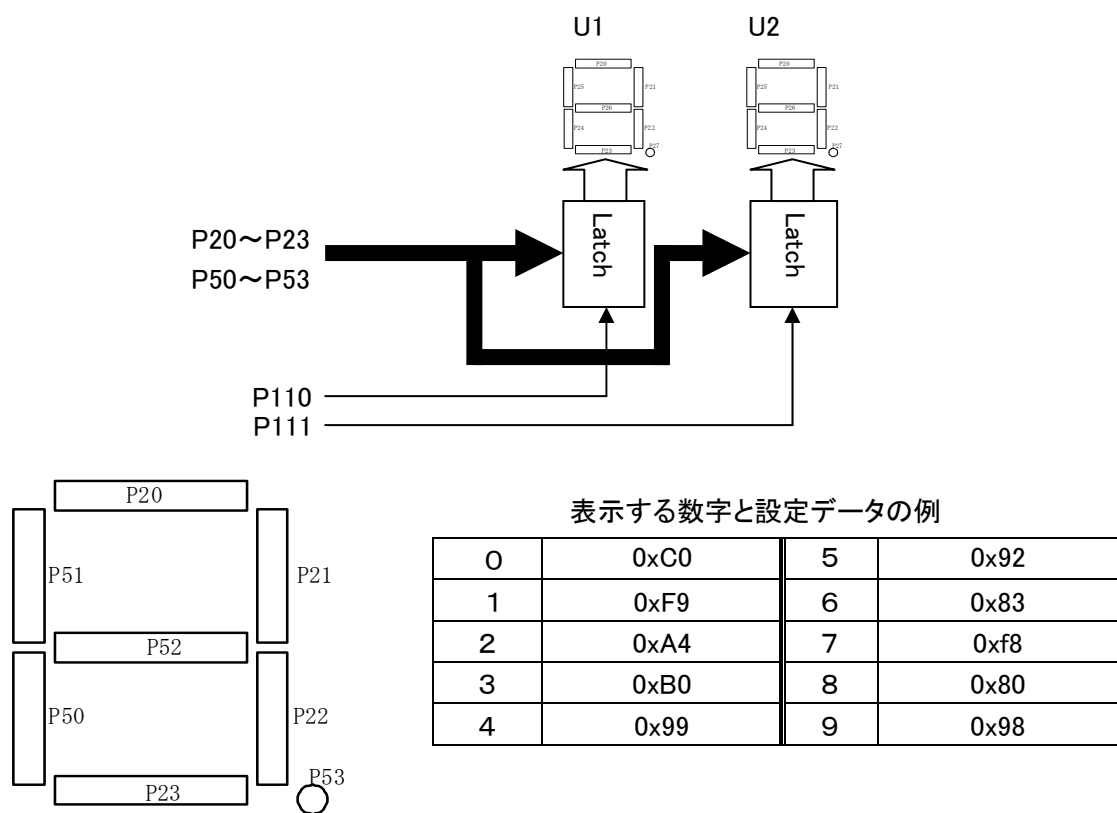 U1 U2
P20 P20
P25 P21 P25 P21
P26 P26
P24 P22 P24 P22
P23 P27 P23 P27
Latch Latch
P20～P23
P50～P53
P110
P111
P20
P51 P21
P52
P50 P22
P23 P53
表示する数字と設定データの例
0 0xC0 5 0x92
1 0xF9 6 0x83
2 0xA4 7 0xf8
3 0xB0 8 0x80
4 0x99 9 0x98